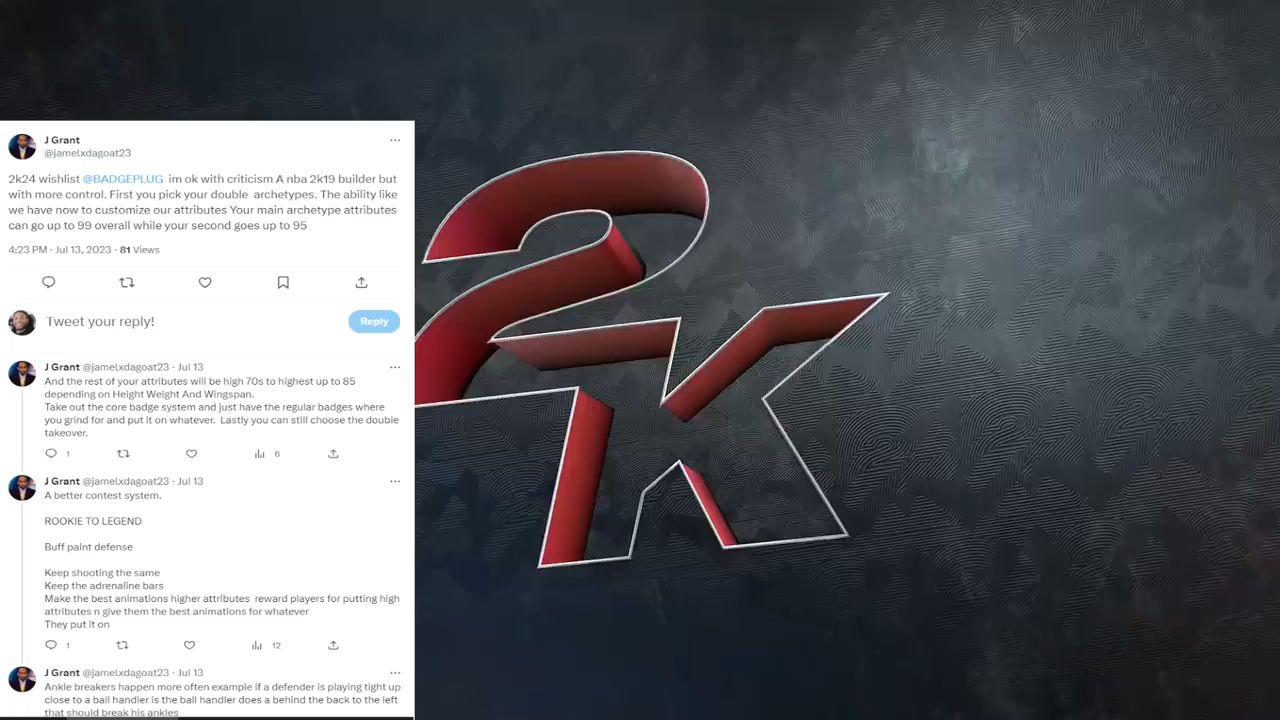 J Grant
@jamelxdagoat23
2k24 wishlist @BADGEPLUG im ok with criticism A nba 2k19 builder but
with more control. First you pick your double archetypes. The ability like
we have now to customize our attributes Your main archetype attributes
can go up to 99 overall while your second goes up to 95
4:23 PM · Jul 13, 2023 · 81 Views
Tweet your reply!
Reply
J Grant @jamelxdagoat23 · Jul 13
And the rest of your attributes will be high 70s to highest up to 85
depending on Height Weight And Wingspan.
Take out the core badge system and just have the regular badges where
you grind for and put it on whatever. Lastly you can still choose the double
takeover.
1
6
J Grant @jamelxdagoat23 · Jul 13
A better contest system.
ROOKIE TO LEGEND
Buff paint defense
Keep shooting the same
Keep the adrenaline bars
Make the best animations higher attributes reward players for putting high
attributes n give them the best animations for whatever
They put it on
1
12
J Grant @jamelxdagoat23 · Jul 13
Ankle breakers happen more often example if a defender is playing tight up
close to a ball handler is the ball handler does a behind the back to the left
that should break his ankles
2K